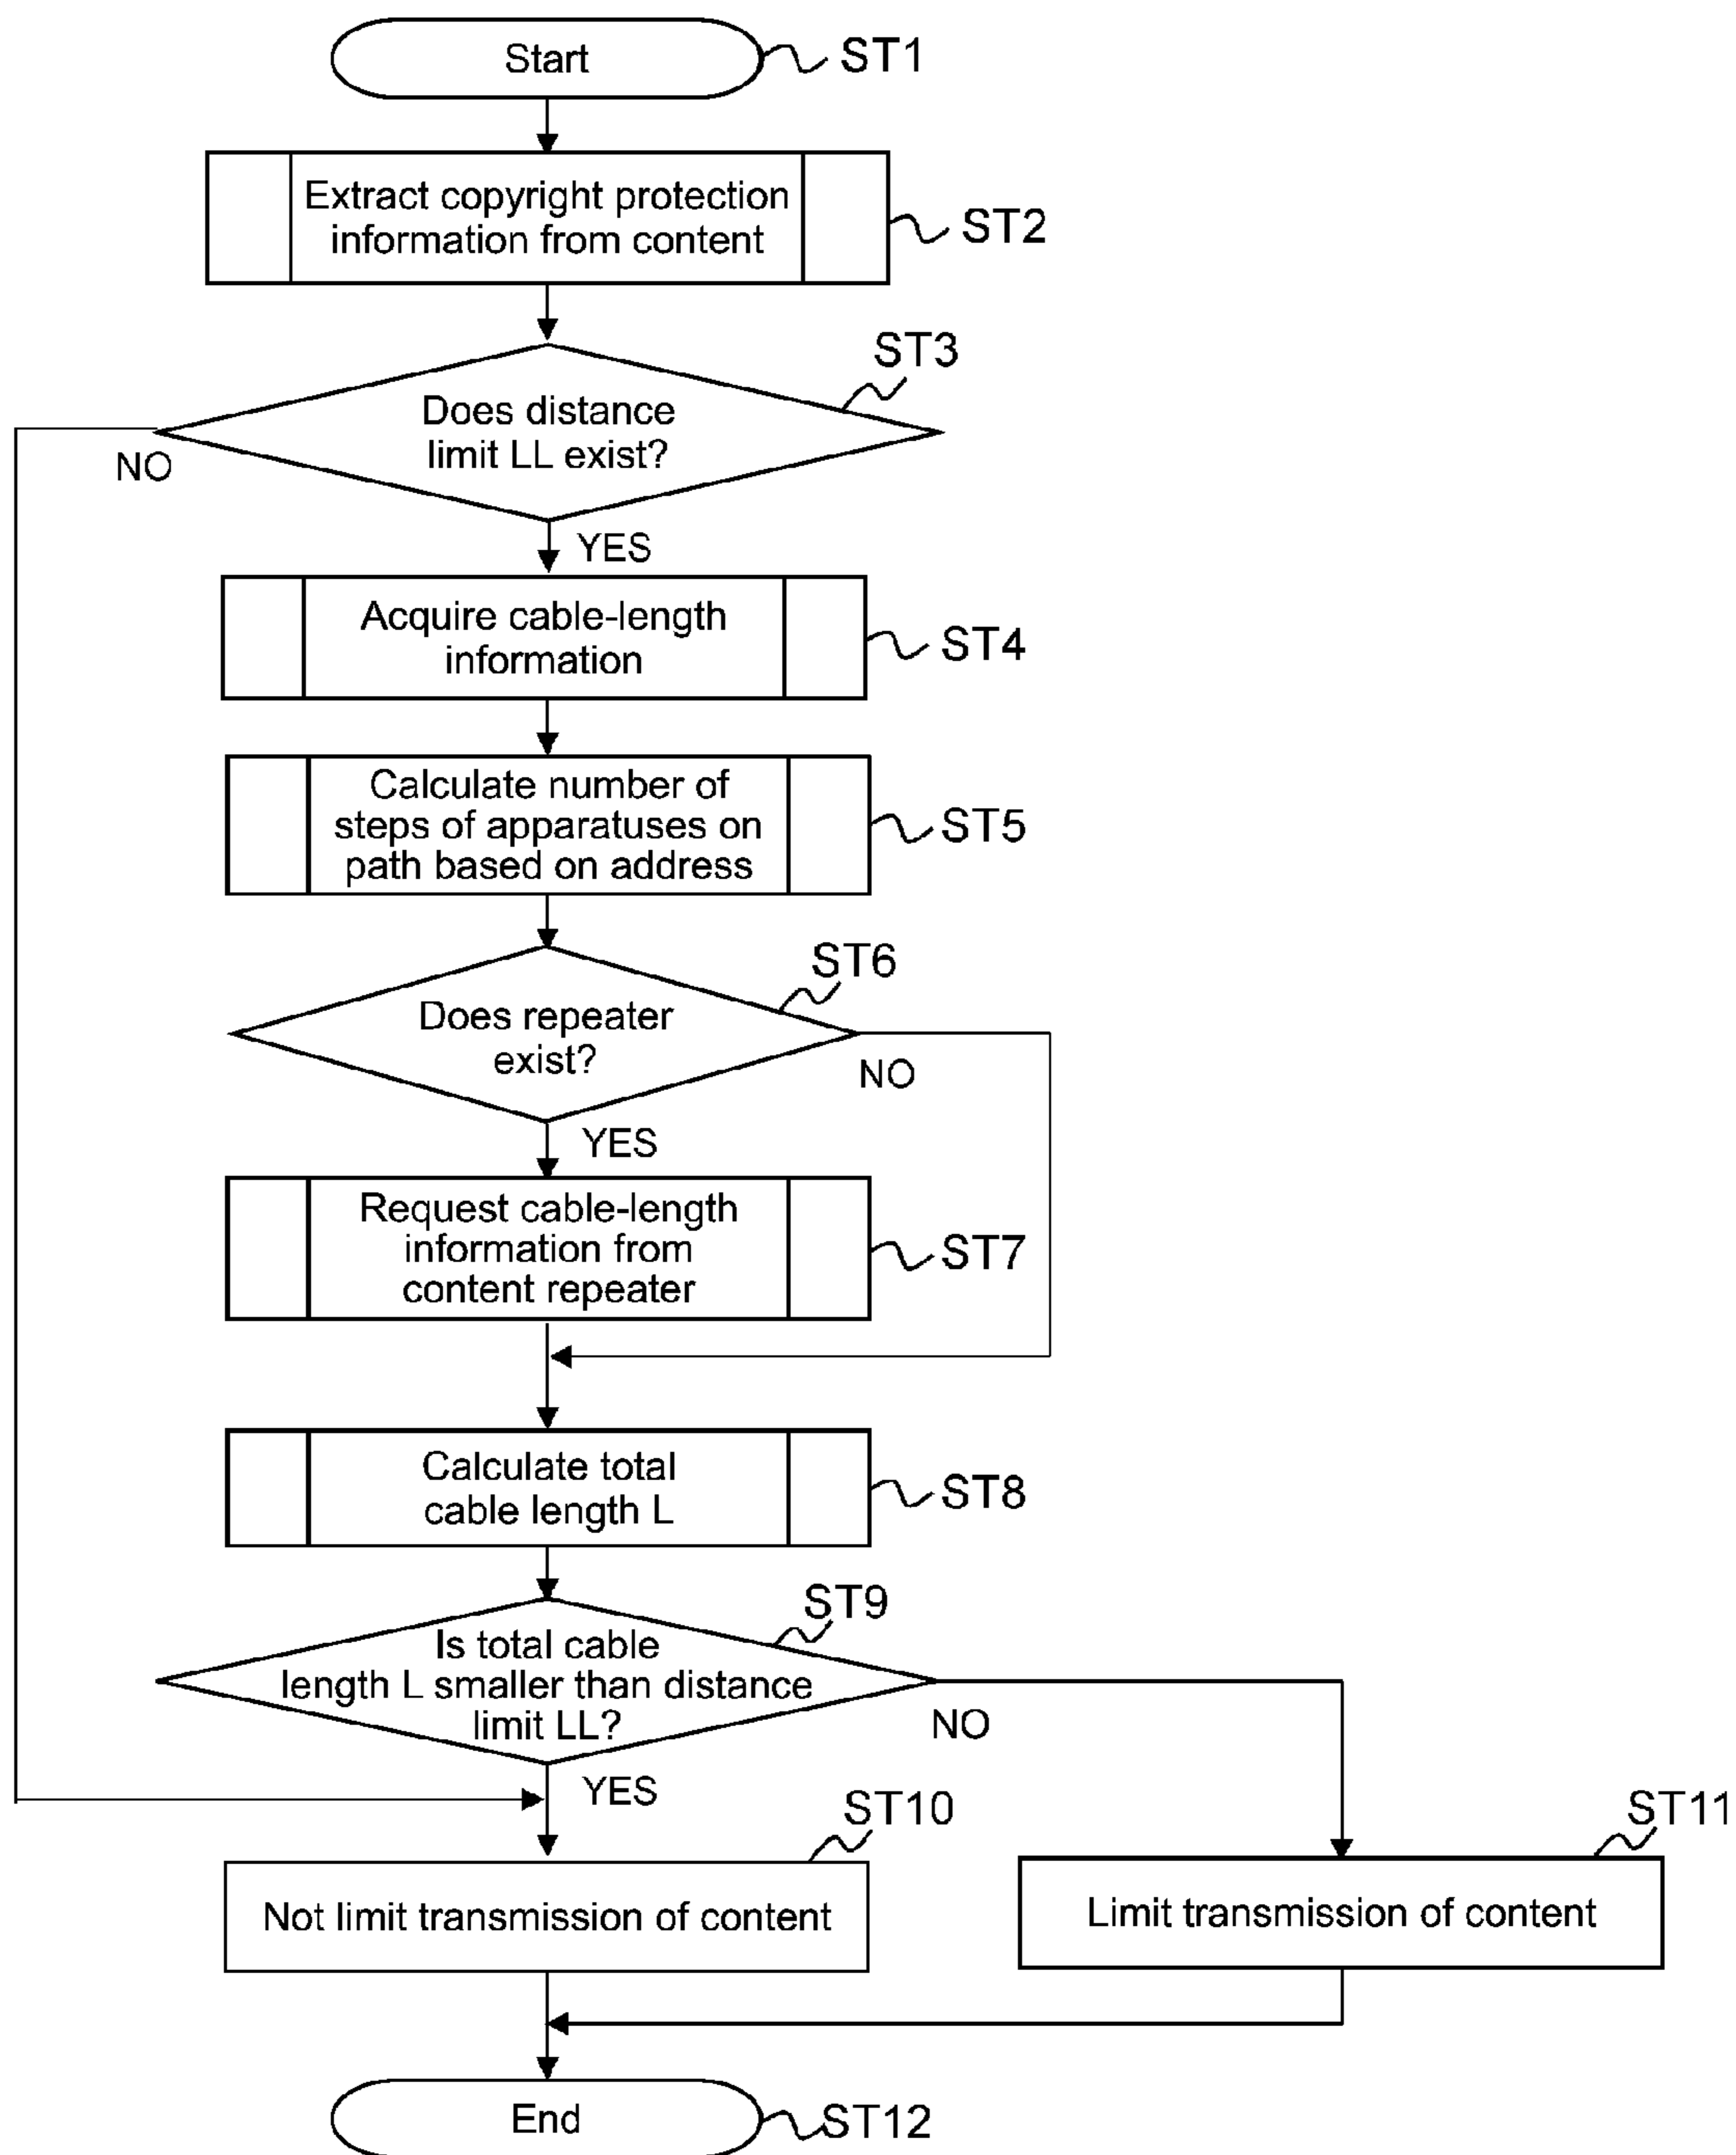 Start
ST1
Extract copyright protection
information from content
ST2
ST3
Does distance
limit LL exist?
NO
YES
Acquire cable-length
information
ST4
Calculate number of
steps of apparatuses on
path based on address
ST5
ST6
Does repeater
exist?
NO
YES
Request cable-length
information from
content repeater
ST7
Calculate total
cable length L
ST8
ST9
Is total cable
length L smaller than distance
limit LL?
NO
YES
ST10
ST11
Not limit transmission of content
Limit transmission of content
End
ST12